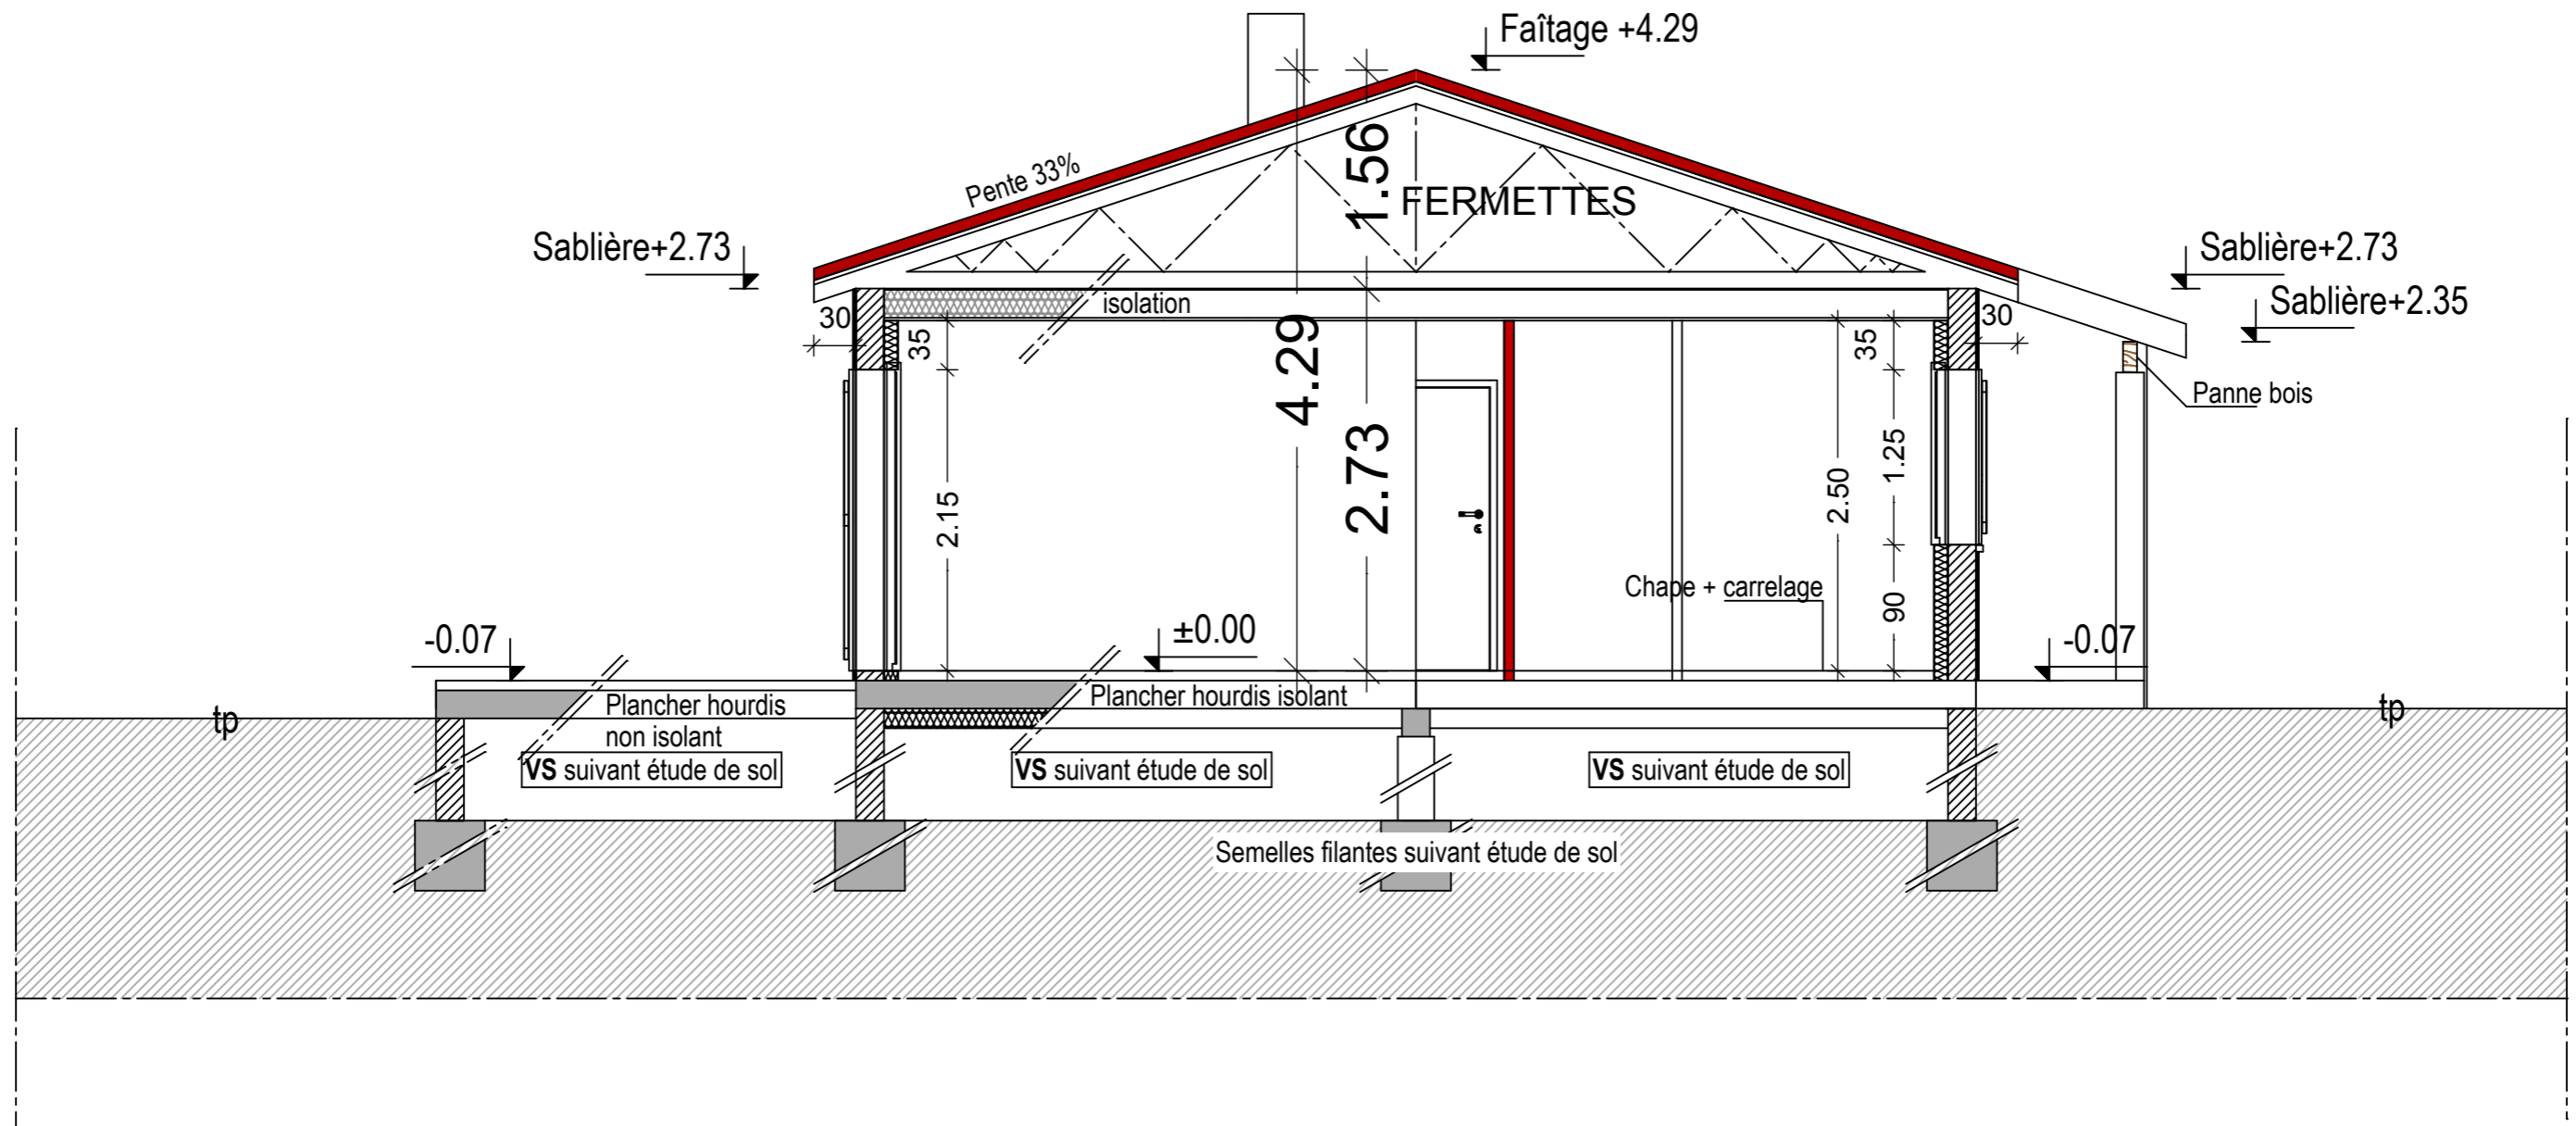 Faîtage +4.29
Pente 33%
1.56
FERMETTES
Sablière+2.73
Sablière+2.73
Sablière+2.35
30
35
isolation
4.29
35
30
Panne bois
2.73
1.25
2.15
2.50
Chape + carrelage
90
-0.07
±0.00
-0.07
tp
Plancher hourdis
non isolant
Plancher hourdis isolant
tp
VS suivant étude de sol
VS suivant étude de sol
VS suivant étude de sol
Semelles filantes suivant étude de sol